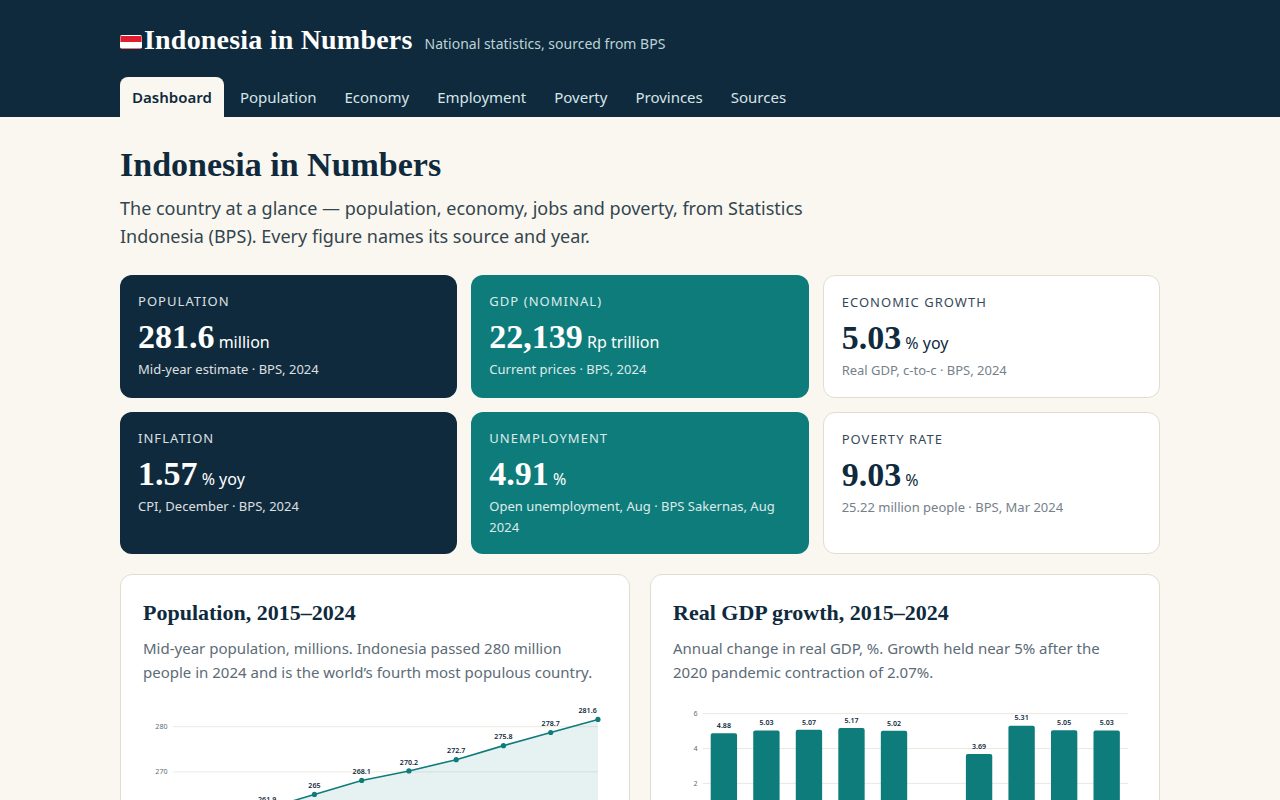 Indonesia in Numbers National statistics, sourced from BPS
Dashboard Population Economy Employment Poverty Provinces Sources
Indonesia in Numbers
The country at a glance — population, economy, jobs and poverty, from Statistics
Indonesia (BPS). Every figure names its source and year.
POPULATION
281.6 million
Mid-year estimate · BPS, 2024
GDP (NOMINAL)
22,139 Rp trillion
Current prices · BPS, 2024
ECONOMIC GROWTH
5.03 % yoy
Real GDP, c-to-c · BPS, 2024
INFLATION
1.57 % yoy
CPI, December · BPS, 2024
UNEMPLOYMENT
4.91 %
Open unemployment, Aug · BPS Sakernas, Aug
2024
POVERTY RATE
9.03 %
25.22 million people · BPS, Mar 2024
Population, 2015–2024
Mid-year population, millions. Indonesia passed 280 million
people in 2024 and is the world's fourth most populous country.
281.6
280
278.7
275.8
272.7
270.2
270
268.1
265
261.9
Real GDP growth, 2015–2024
Annual change in real GDP, %. Growth held near 5% after the
2020 pandemic contraction of 2.07%.
6
4.88 5.03 5.07 5.17 5.02 3.69 5.31 5.05 5.03
4
2